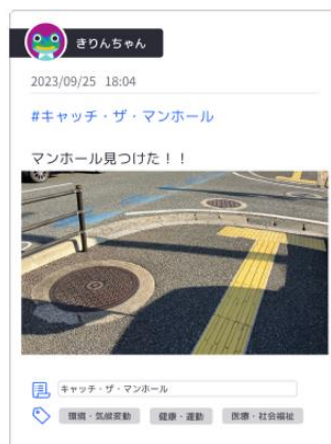 きりんちゃん
2023/09/25 18:04
#キャッチ・ザ・マンホール
マンホール見つけた！！
キャッチ・ザ・マンホール
環境・気候変動 健康・運動 医療・社会福祉